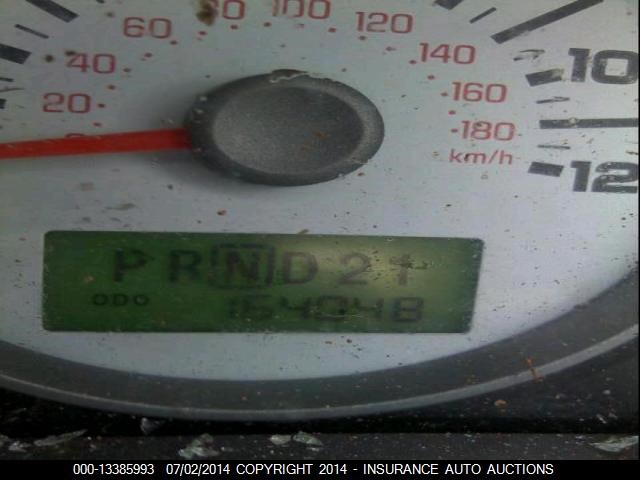 80 100
60 120
40 140 10
20 160
180
km/h 12
P R N D 2 1
ODO 164048
000-13385993 07/02/2014 COPYRIGHT 2014 - INSURANCE AUTO AUCTIONS